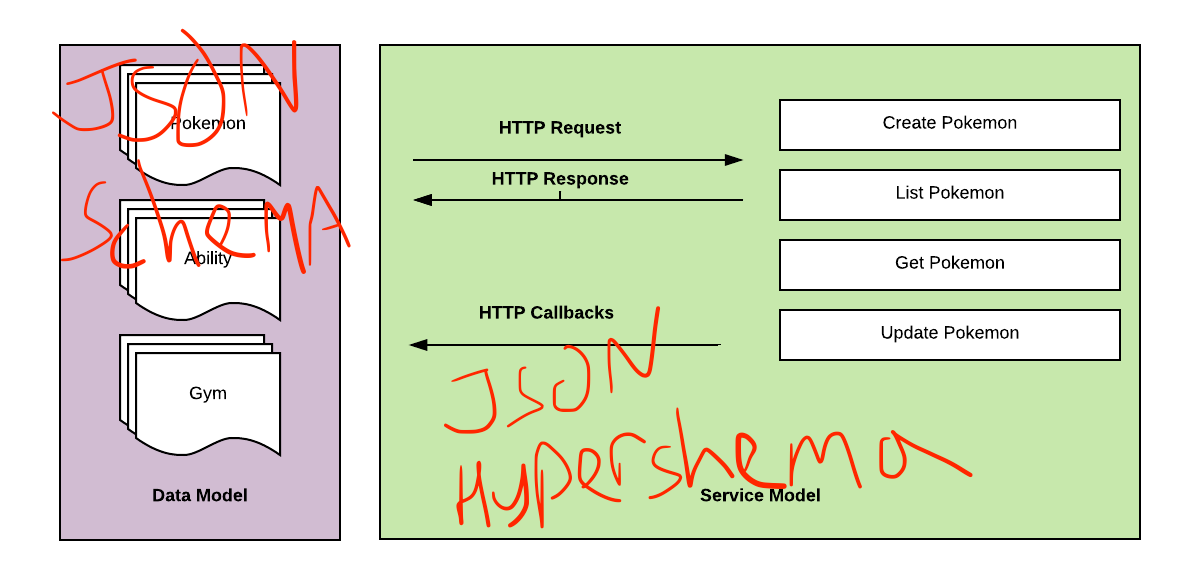 JSON
Schema
Pokemon
Ability
Gym
Data Model
HTTP Request
HTTP Response
HTTP Callbacks
JSON
Hypershema
Service Model
Create Pokemon
List Pokemon
Get Pokemon
Update Pokemon